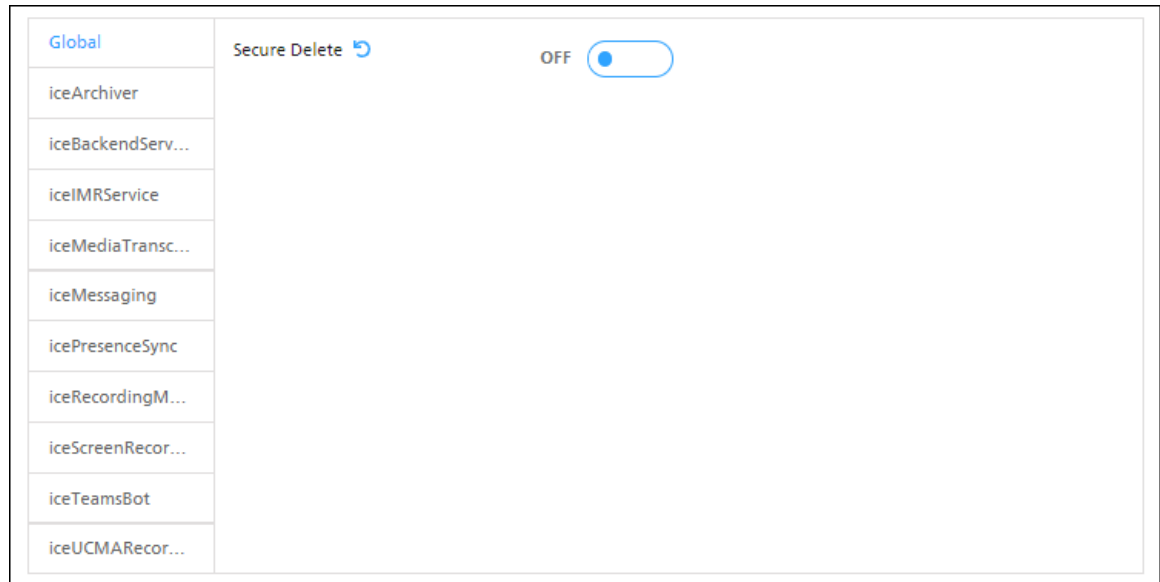 Global
Secure Delete
OFF
iceArchiver
iceBackendServ...
iceIMRService
iceMediaTransc...
iceMessaging
icePresenceSync
iceRecordingM...
iceScreenRecor...
iceTeamsBot
iceUCMARecor...